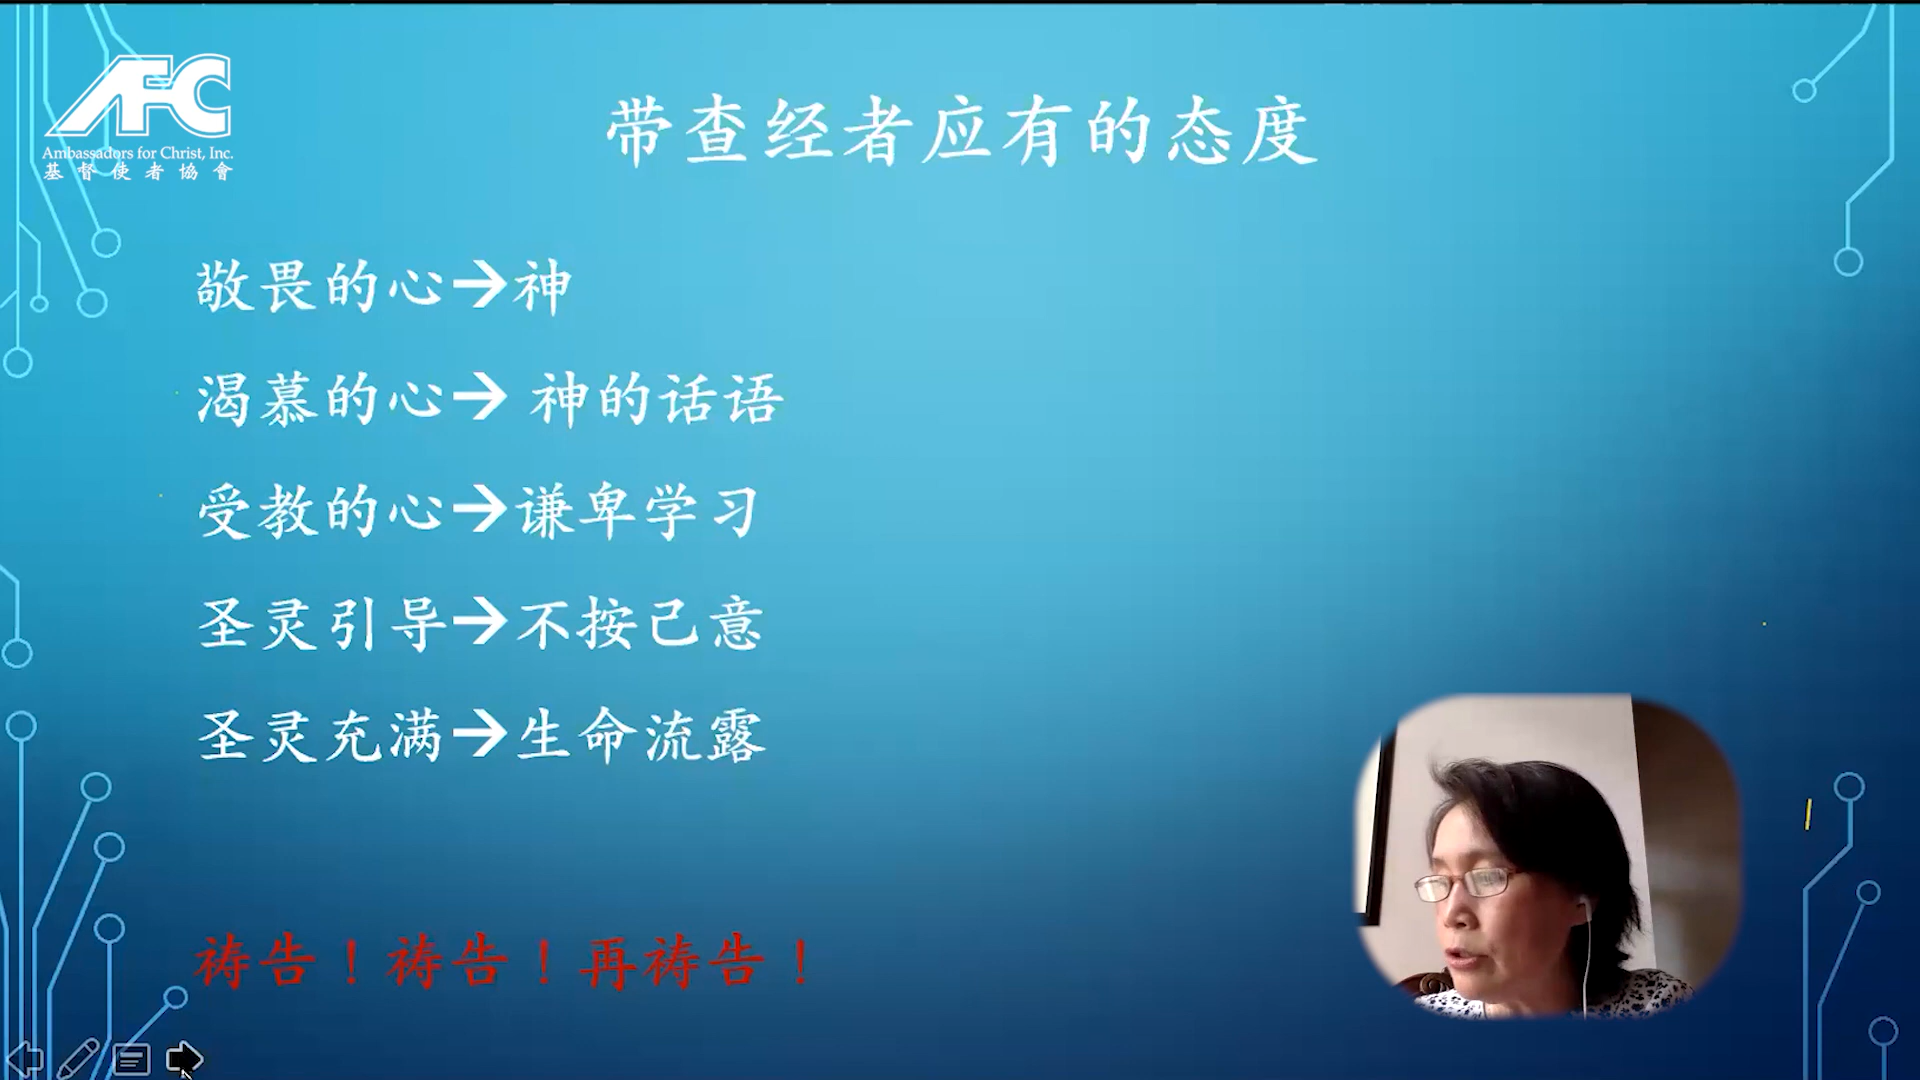 AFC
Ambassadors for Christ, Inc.
基督使者協會
带查经者应有的态度
敬畏的心→神
渴慕的心→ 神的话语
受教的心→谦卑学习
圣灵引导→不按己意
圣灵充满→生命流露
祷告！祷告！再祷告！